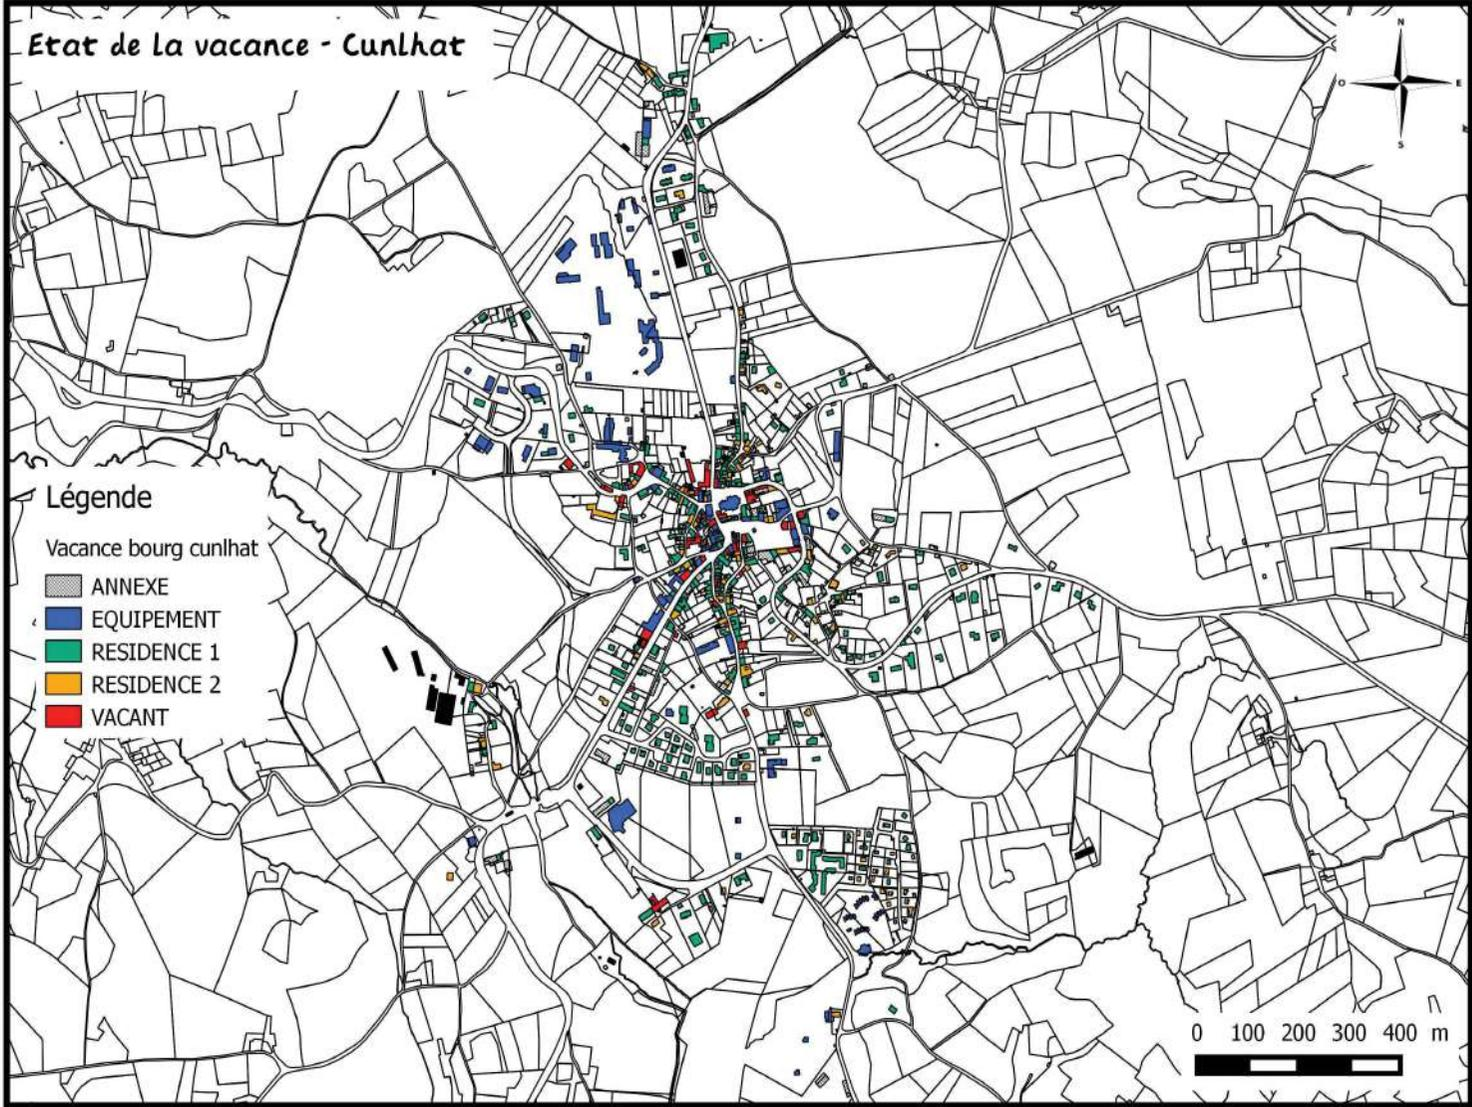 Etat de la vacance - Cunlhat
N
O
E
S
Légende
Vacance bourg cunlhat
ANNEXE
EQUIPEMENT
RESIDENCE 1
RESIDENCE 2
VACANT
0 100 200 300 400 m